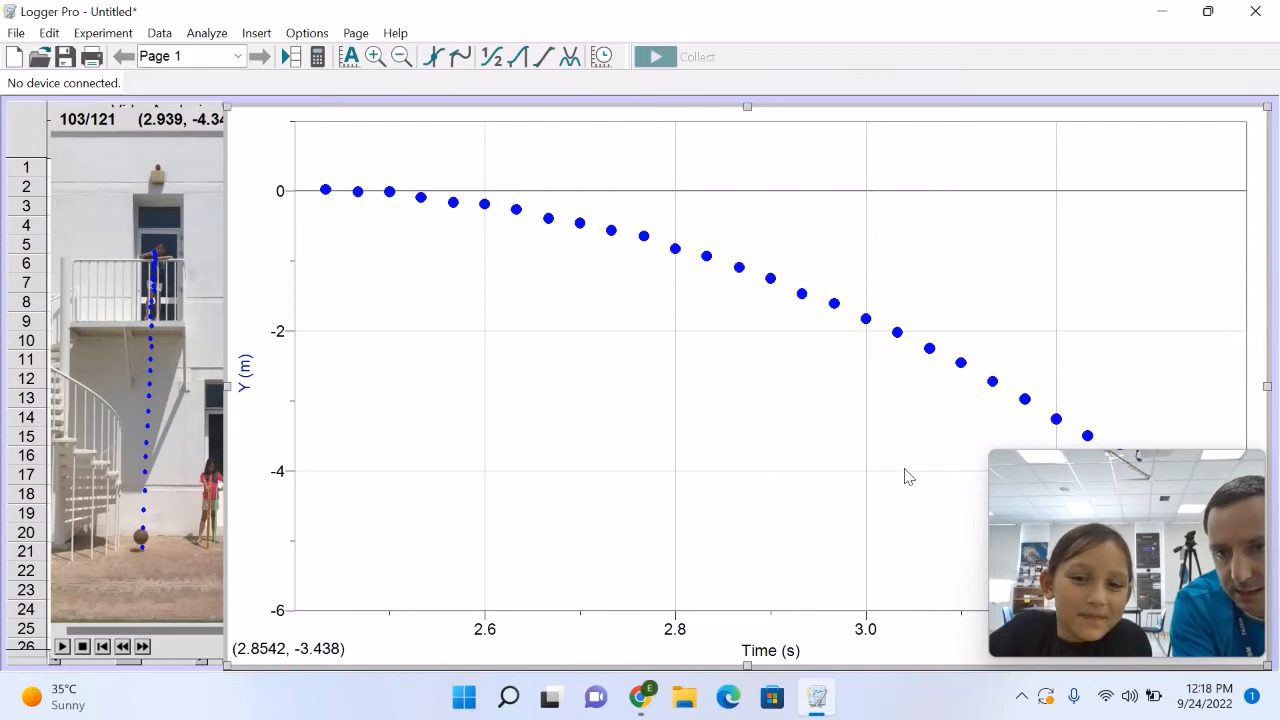 Logger Pro - Untitled*
File Edit Experiment Data Analyze Insert Options Page Help
Page 1
Collect
No device connected.
103/121 (2.939, -4.34
1
2
3
4
5
6
7
8
9
10
11
12
13
14
15
16
17
18
19
20
21
22
23
24
25
26
0
-2
-4
-6
Y (m)
2.6 2.8 3.0
(2.8542, -3.438)
Time (s)
35°C
Sunny
E
12:18 PM
9/24/2022
1